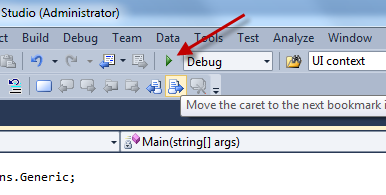 Studio (Administrator)
ct Build Debug Team Data Tools Test Analyze Window
Debug UI context
Move the caret to the next bookmark i
Main(string[] args)
ns.Generic;